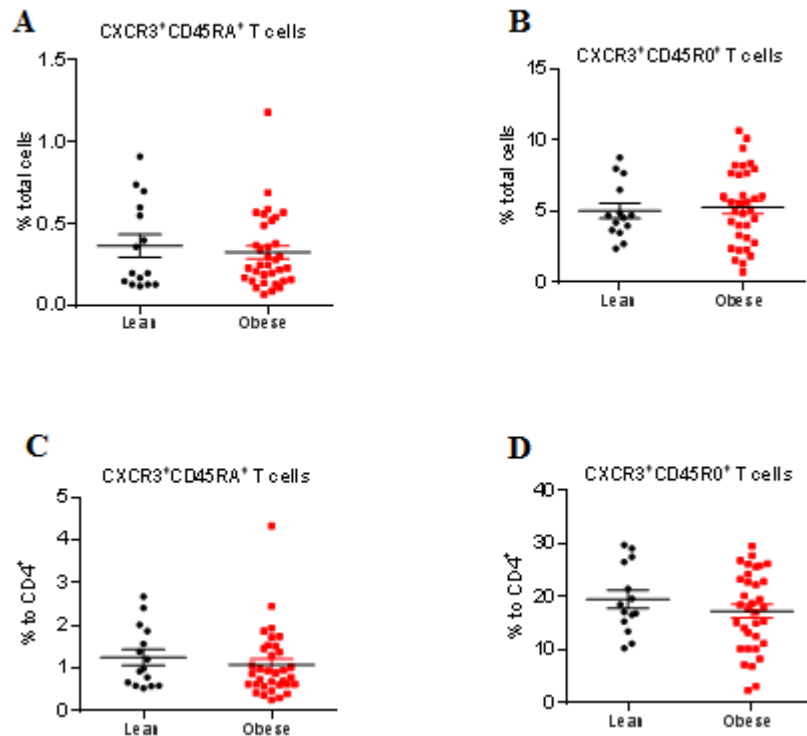 A
CXCR3⁺CD45RA⁺ T cells
% total cells
1.5
1.0
0.5
0.0
Lean
Obese
B
CXCR3⁺CD45R0⁺ T cells
% total cells
15
10
5
0
Lean
Obese
C
CXCR3⁺CD45RA⁺ T cells
% to CD4⁺
5
4
3
2
1
0
Lean
Obese
D
CXCR3⁺CD45R0⁺ T cells
% to CD4⁺
40
30
20
10
0
Lean
Obese